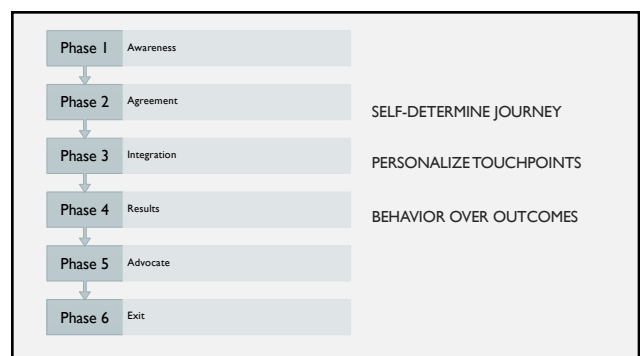 Phase 1 Awareness
Phase 2 Agreement
SELF-DETERMINE JOURNEY
Phase 3 Integration
PERSONALIZE TOUCHPOINTS
Phase 4 Results
BEHAVIOR OVER OUTCOMES
Phase 5 Advocate
Phase 6 Exit